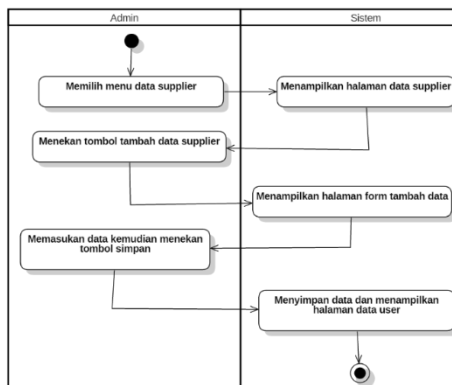 Admin
Sistem
Memilih menu data supplier
Menampilkan halaman data supplier
Menekan tombol tambah data supplier
Menampilkan halaman form tambah data
Memasukan data kemudian menekan
tombol simpan
Menyimpan data dan menampilkan
halaman data user